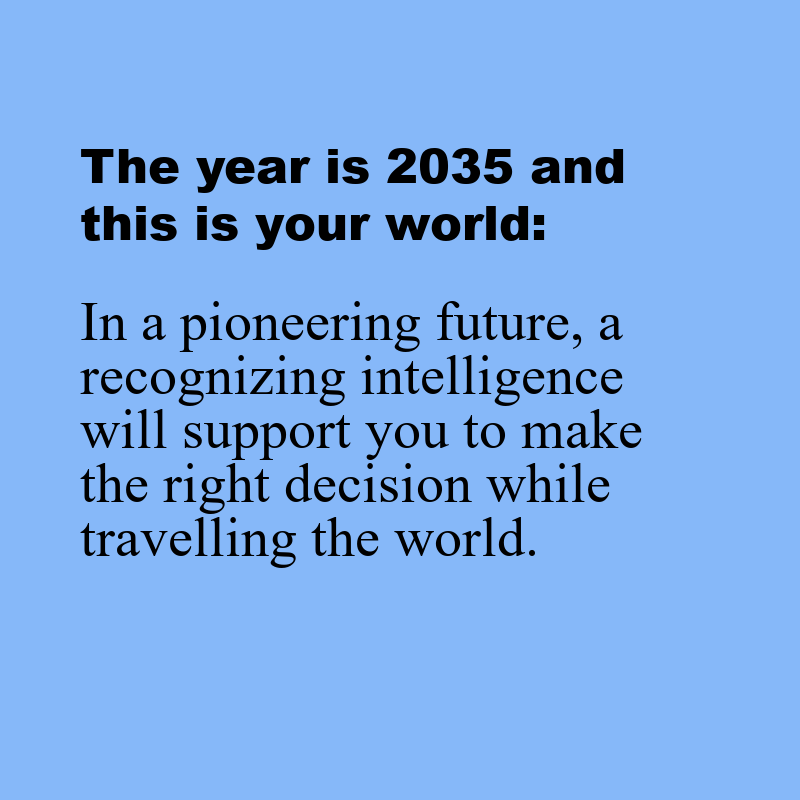 The year is 2035 and
this is your world:
In a pioneering future, a
recognizing intelligence
will support you to make
the right decision while
travelling the world.